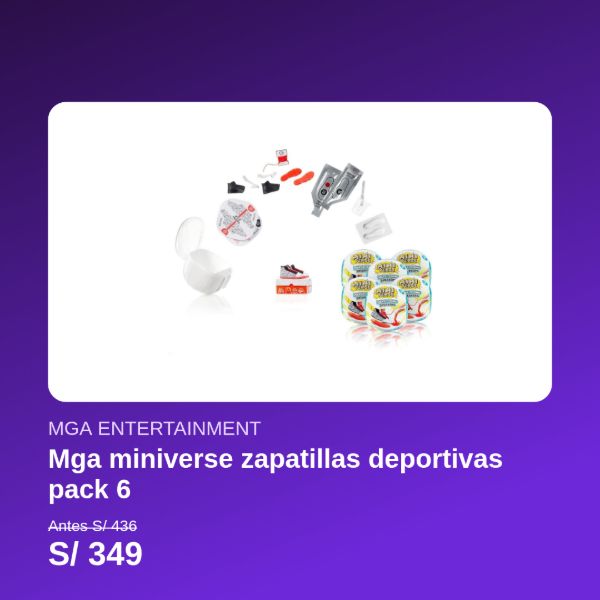 MGA ENTERTAINMENT
Mga miniverse zapatillas deportivas
pack 6
Antes S/ 436
S/ 349